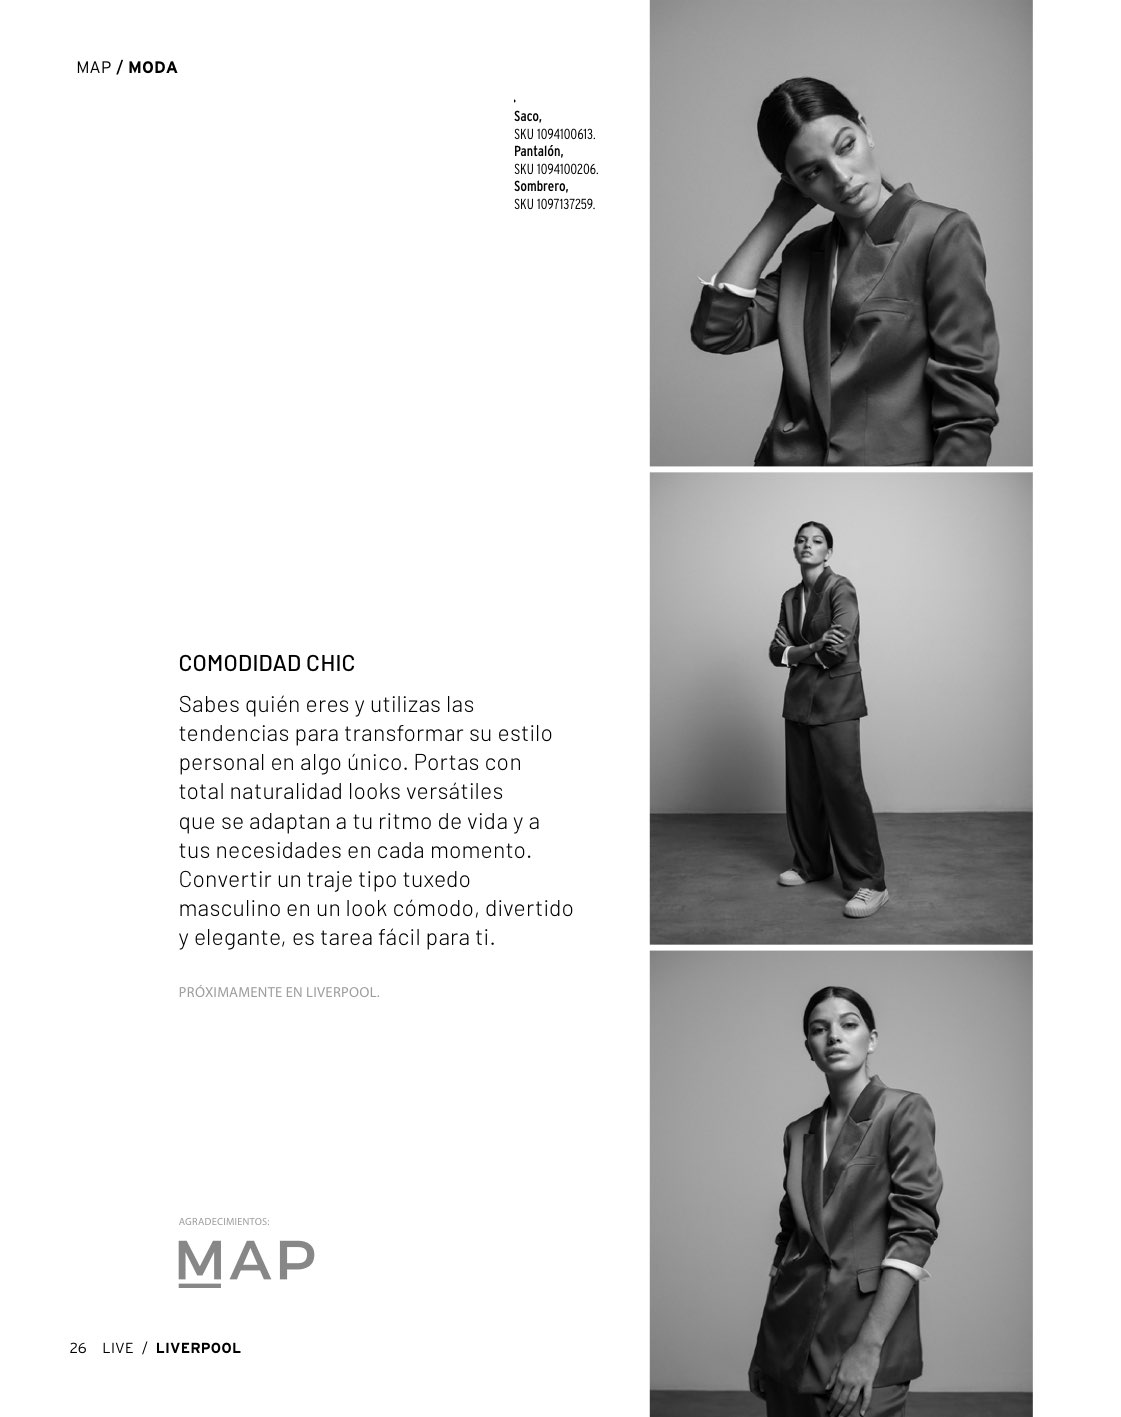 MAP / MODA
Saco,
SKU 1094100613.
Pantalón,
SKU 1094100206.
Sombrero,
SKU 1097137259.
COMODIDAD CHIC
Sabes quién eres y utilizas las
tendencias para transformar su estilo
personal en algo único. Portas con
total naturalidad looks versátiles
que se adaptan a tu ritmo de vida y a
tus necesidades en cada momento.
Convertir un traje tipo tuxedo
masculino en un look cómodo, divertido
y elegante, es tarea fácil para ti.
PRÓXIMAMENTE EN LIVERPOOL.
AGRADECIMIENTOS:
MAP
26 LIVE / LIVERPOOL